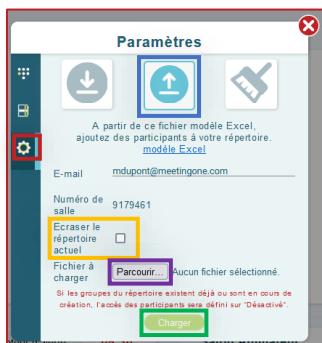 Paramètres
A partir de ce fichier modéle Excel,
ajoutez des participants à votre répertoire.
modéle Excel
E-mail mdupont@meetingone.com
Numéro de
salle 9179461
Ecraser le
répertoire
actuel
Fichier à
charger Parcourir... Aucun fichier sélectionné.
Si les groupes du répertoire existent déjà ou sont en cours de
création, l'accès des participants sera défini sur "Désactivé".
Charger